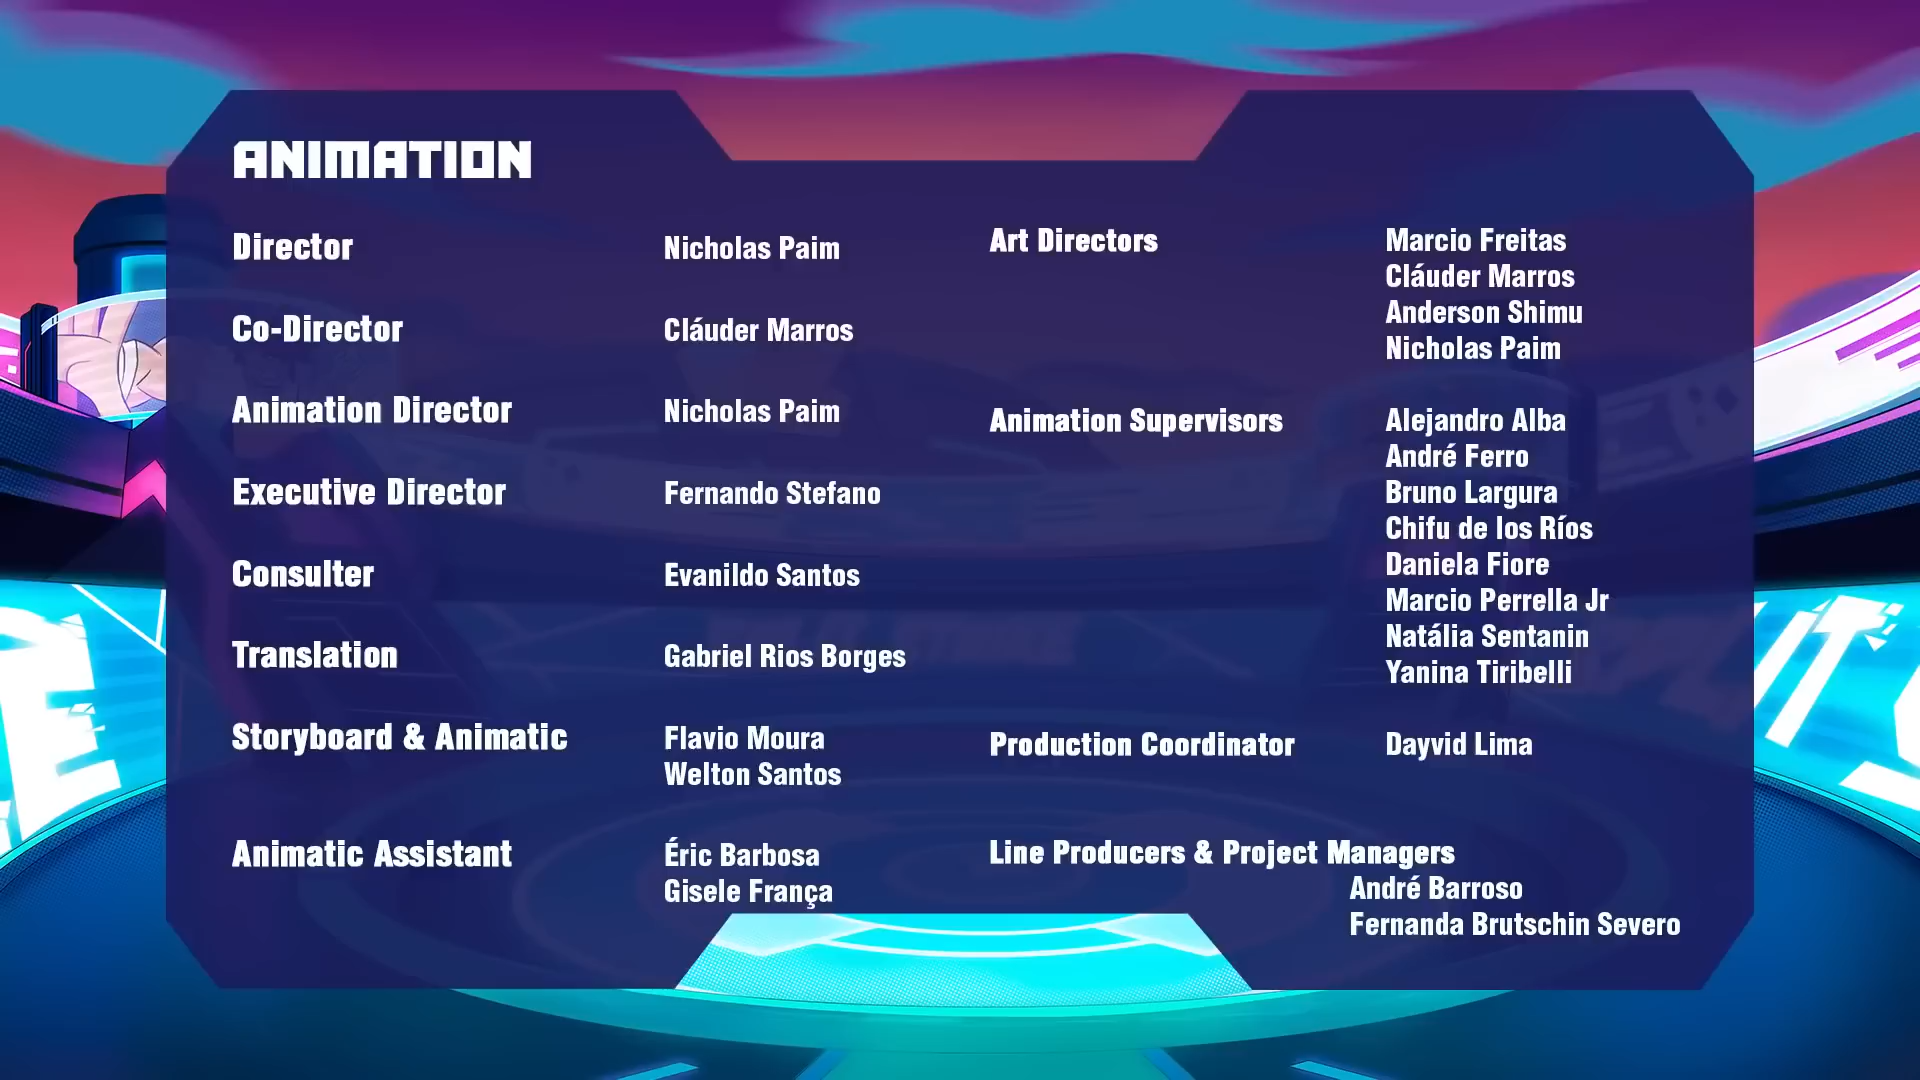 ANIMATION
Director Nicholas Paim
Co-Director Cláuder Marros
Animation Director Nicholas Paim
Executive Director Fernando Stefano
Consulter Evanildo Santos
Translation Gabriel Rios Borges
Storyboard & Animatic Flavio Moura
Welton Santos
Animatic Assistant Éric Barbosa
Gisele França
Art Directors Marcio Freitas
Cláuder Marros
Anderson Shimu
Nicholas Paim
Animation Supervisors Alejandro Alba
André Ferro
Bruno Largura
Chifu de los Ríos
Daniela Fiore
Marcio Perrella Jr
Natália Sentanin
Yanina Tiribelli
Production Coordinator Dayvid Lima
Line Producers & Project Managers
André Barroso
Fernanda Brutschin Severo